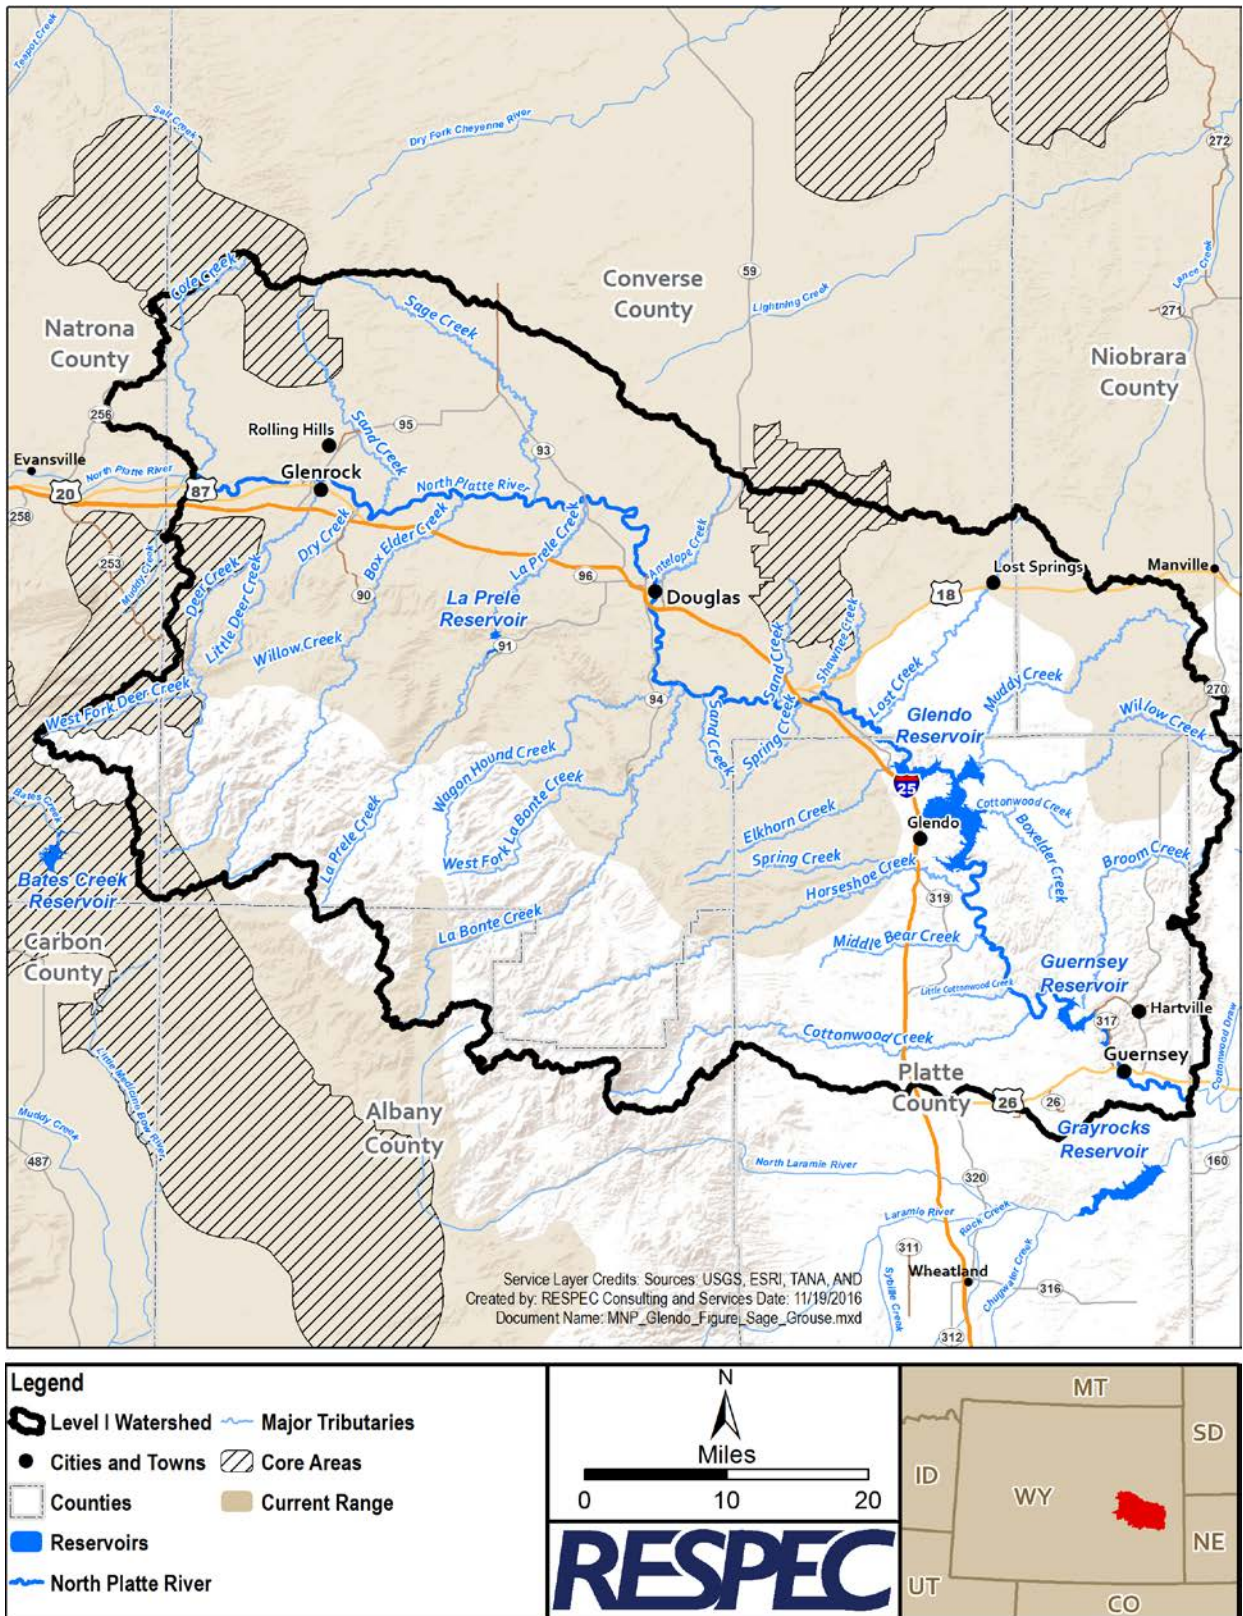 Teapot Creek
Salt Creek
Dry Fork Cheyenne River
272
Cole Creek
Converse
County
59
Lance Creek
Sage Creek
Lightning Creek
271
Natrona
County
Niobrara
County
256
Rolling Hills
95
Sand Creek
93
Evansville
North Platte River
Glenrock
North Platte River
20
87
258
Dry Creek
Box Elder Creek
La Prele Creek
Antelope Creek
253
Muddy Creek
Deer Creek
Little Deer Creek
90
96
Lost Springs
Manville
18
La Prele
Reservoir
Douglas
91
Willow Creek
Sand Creek
Shawnee Creek
West Fork Deer Creek
94
Lost Creek
Muddy Creek
270
Sand Creek
Spring Creek
Glendo
Reservoir
Willow Creek
Wagon Hound Creek
25
Bates Creek
Bates Creek
Reservoir
La Prele Creek
West Fork La Bonte Creek
Elkhorn Creek
Glendo
Cottonwood Creek
Boxelder Creek
Spring Creek
Horseshoe Creek
Broom Creek
319
La Bonte Creek
Middle Bear Creek
Carbon
County
Guernsey
Reservoir
Little Cottonwood Creek
Hartville
317
Cottonwood Creek
Guernsey
Cottonwood Draw
Little Medicine Bow River
Platte
County
26
26
Albany
County
Muddy Creek
Grayrocks
Reservoir
487
North Laramie River
160
320
Laramie River
Rock Creek
311
Wheatland
Sybille Creek
Chugwater Creek
316
312
Service Layer Credits: Sources: USGS, ESRI, TANA, AND
Created by: RESPEC Consulting and Services Date: 11/19/2016
Document Name: MNP_Glendo_Figure_Sage_Grouse.mxd
Legend
Level I Watershed
Major Tributaries
Cities and Towns
Core Areas
Counties
Current Range
Reservoirs
North Platte River
N
Miles
0 10 20
RESPEC
MT
SD
ID
WY
NE
UT
CO